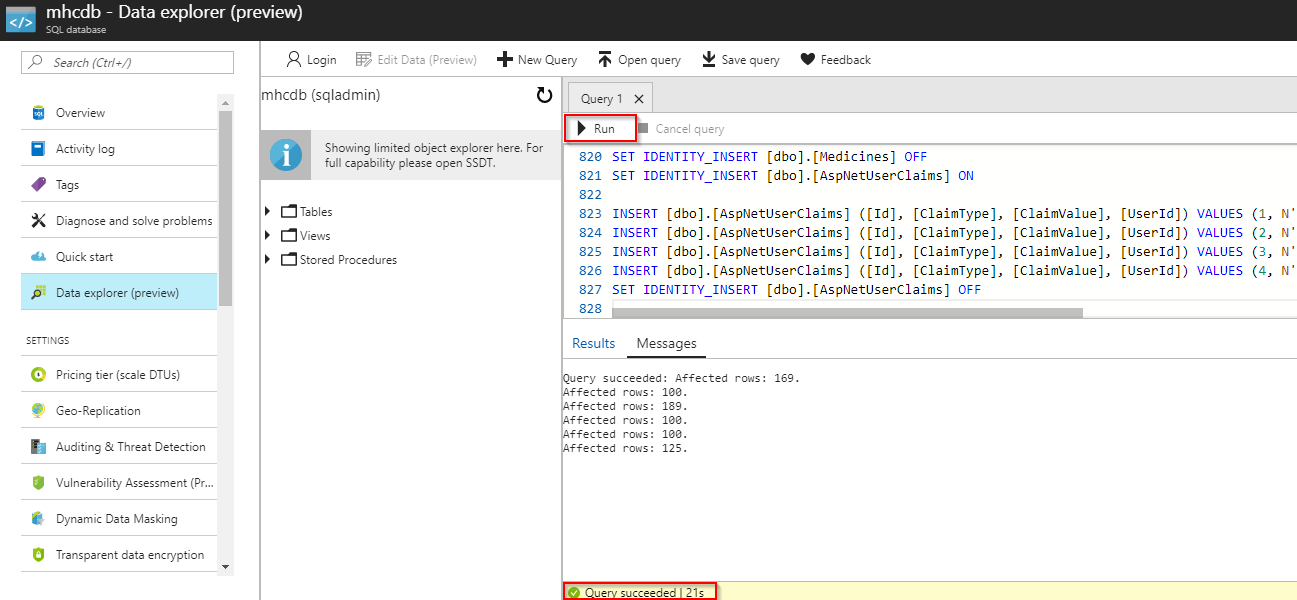 mhcdb - Data explorer (preview)
SQL database
Search (Ctrl+/)
Overview
Activity log
Tags
Diagnose and solve problems
Quick start
Data explorer (preview)
SETTINGS
Pricing tier (scale DTUs)
Geo-Replication
Auditing & Threat Detection
Vulnerability Assessment (Pr...
Dynamic Data Masking
Transparent data encryption
Login Edit Data (Preview) New Query Open query Save query Feedback
mhcdb (sqladmin)
Showing limited object explorer here. For
full capability please open SSDT.
Tables
Views
Stored Procedures
Query 1
Run Cancel query
820 SET IDENTITY_INSERT [dbo].[Medicines] OFF
821 SET IDENTITY_INSERT [dbo].[AspNetUserClaims] ON
822
823 INSERT [dbo].[AspNetUserClaims] ([Id], [ClaimType], [ClaimValue], [UserId]) VALUES (1, N'
824 INSERT [dbo].[AspNetUserClaims] ([Id], [ClaimType], [ClaimValue], [UserId]) VALUES (2, N'
825 INSERT [dbo].[AspNetUserClaims] ([Id], [ClaimType], [ClaimValue], [UserId]) VALUES (3, N'
826 INSERT [dbo].[AspNetUserClaims] ([Id], [ClaimType], [ClaimValue], [UserId]) VALUES (4, N'
827 SET IDENTITY_INSERT [dbo].[AspNetUserClaims] OFF
828
Results Messages
Query succeeded: Affected rows: 169.
Affected rows: 100.
Affected rows: 189.
Affected rows: 100.
Affected rows: 100.
Affected rows: 125.
Query succeeded | 21s